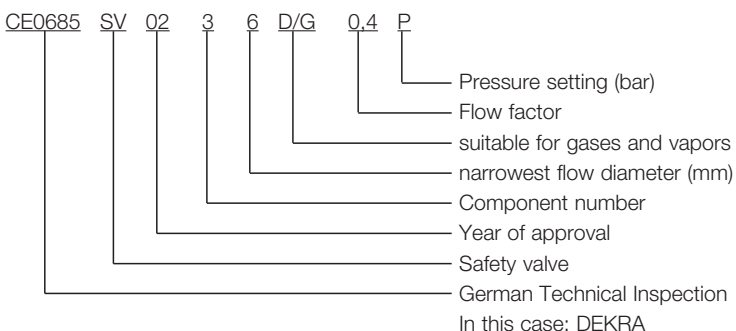 CE0685 SV 02 3 6 D/G 0,4 P
Pressure setting (bar)
Flow factor
suitable for gases and vapors
narrowest flow diameter (mm)
Component number
Year of approval
Safety valve
German Technical Inspection
In this case: DEKRA